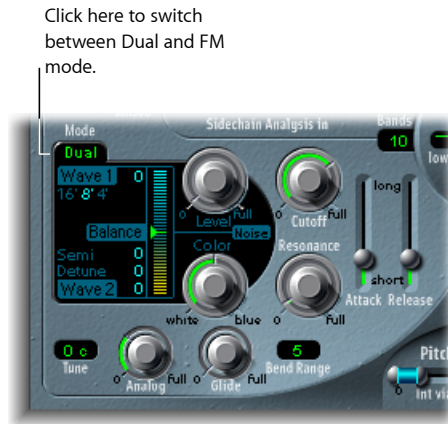 Click here to switch
between Dual and FM
mode.
Mode
Sidechain Analysis in
Bands
Dual
10
low
Wave 1 0
16' 8' 4'
0 Level full
Noise
0 Cutoff full
long
Balance
Color
Resonance
Semi 0
Detune 0
Wave 2 0
short
white blue
0 full
Attack Release
0 c
Tune
0 Analog full
0 Glide full
5
Bend Range
Pitc
0
Int via